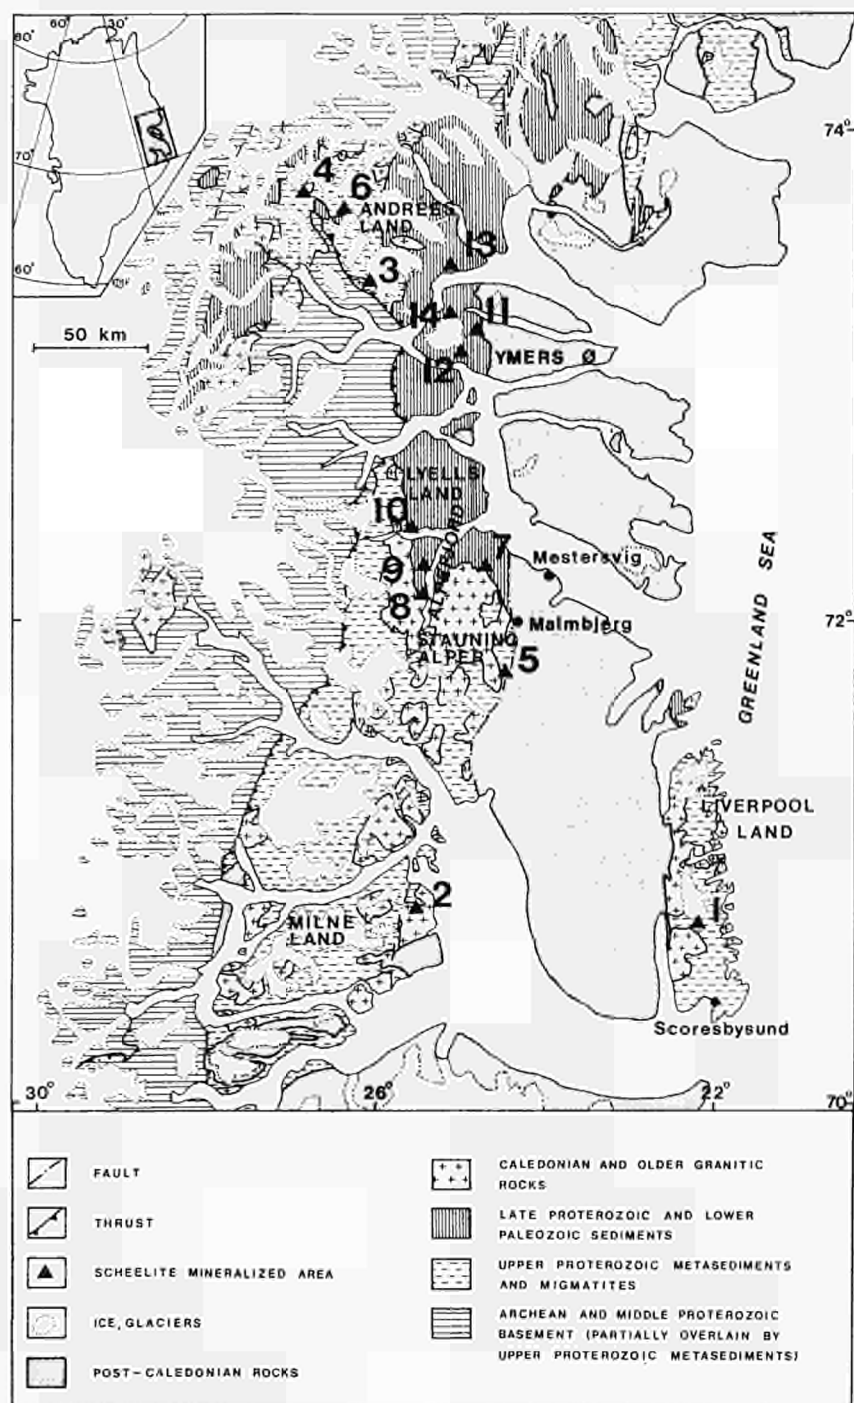 60°
30°
80°
70°
60°
74°
4
6
ANDREES
LAND
13
3
50 km
14
11
12
YMERS Ø
LYELLS
LAND
10
ALPEFJORD
7
9
Mestersvig
8
Malmbjerg
72°
STAUNING
ALPER
5
GREENLAND SEA
LIVERPOOL
LAND
2
1
MILNE
LAND
Scoresbysund
30°
26°
22°
70°
FAULT
THRUST
SCHEELITE MINERALIZED AREA
ICE, GLACIERS
POST-CALEDONIAN ROCKS
CALEDONIAN AND OLDER GRANITIC
ROCKS
LATE PROTEROZOIC AND LOWER
PALEOZOIC SEDIMENTS
UPPER PROTEROZOIC METASEDIMENTS
AND MIGMATITES
ARCHEAN AND MIDDLE PROTEROZOIC
BASEMENT (PARTIALLY OVERLAIN BY
UPPER PROTEROZOIC METASEDIMENTS)